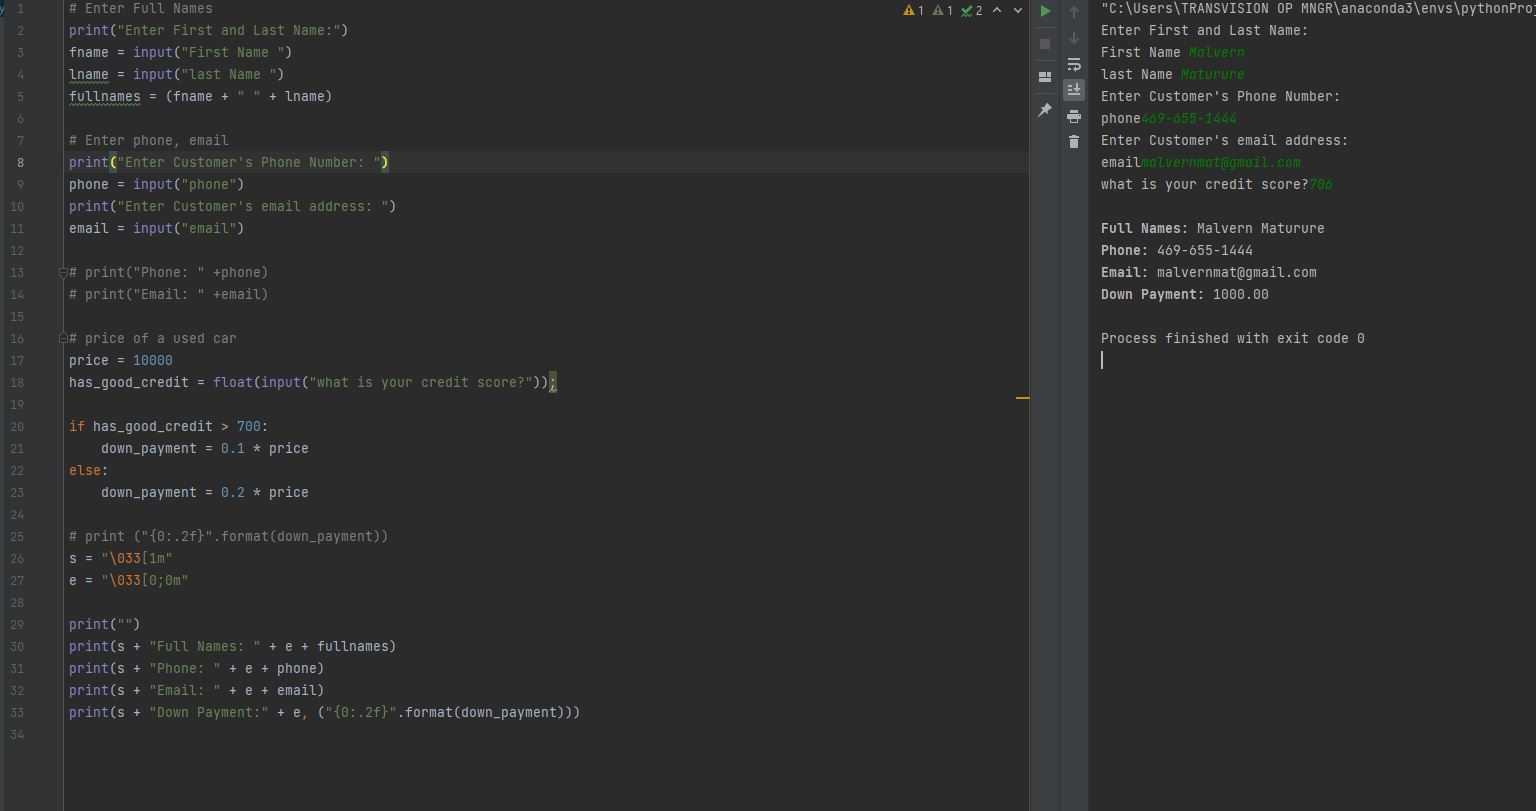 1 # Enter Full Names
2 print("Enter First and Last Name:")
3 fname = input("First Name ")
4 lname = input("last Name ")
5 fullnames = (fname + " " + lname)
6
7 # Enter phone, email
8 print("Enter Customer's Phone Number: ")
9 phone = input("phone")
10 print("Enter Customer's email address: ")
11 email = input("email")
12
13 # print("Phone: " +phone)
14 # print("Email: " +email)
15
16 # price of a used car
17 price = 10000
18 has_good_credit = float(input("what is your credit score?"));
19
20 if has_good_credit > 700:
21     down_payment = 0.1 * price
22 else:
23     down_payment = 0.2 * price
24
25 # print ("{0:.2f}".format(down_payment))
26 s = "\033[1m"
27 e = "\033[0;0m"
28
29 print("")
30 print(s + "Full Names: " + e + fullnames)
31 print(s + "Phone: " + e + phone)
32 print(s + "Email: " + e + email)
33 print(s + "Down Payment:" + e, ("{0:.2f}".format(down_payment)))
34
1 1 2
"C:\Users\TRANSVISION OP MNGR\anaconda3\envs\pythonProj
Enter First and Last Name:
First Name Malvern
last Name Maturure
Enter Customer's Phone Number:
phone469-655-1444
Enter Customer's email address:
emailmalvernmat@gmail.com
what is your credit score?706

Full Names: Malvern Maturure
Phone: 469-655-1444
Email: malvernmat@gmail.com
Down Payment: 1000.00

Process finished with exit code 0